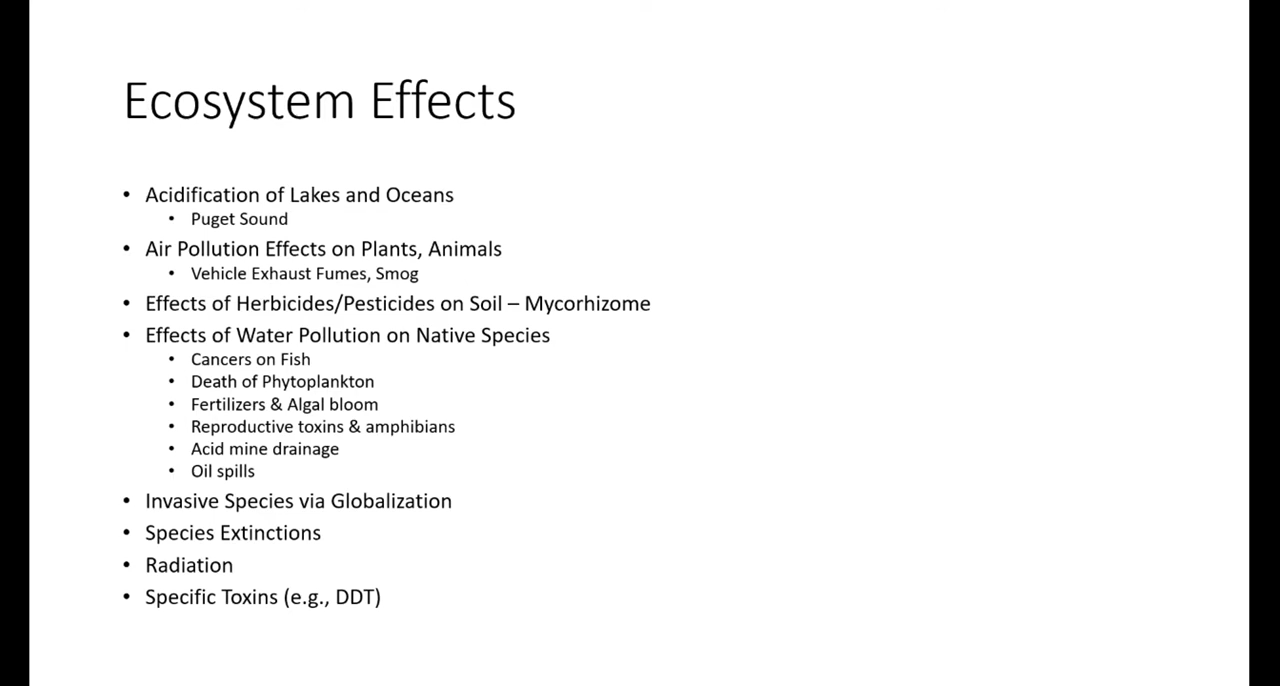 Ecosystem Effects
• Acidification of Lakes and Oceans
• Puget Sound
• Air Pollution Effects on Plants, Animals
• Vehicle Exhaust Fumes, Smog
• Effects of Herbicides/Pesticides on Soil – Mycorhizome
• Effects of Water Pollution on Native Species
• Cancers on Fish
• Death of Phytoplankton
• Fertilizers & Algal bloom
• Reproductive toxins & amphibians
• Acid mine drainage
• Oil spills
• Invasive Species via Globalization
• Species Extinctions
• Radiation
• Specific Toxins (e.g., DDT)